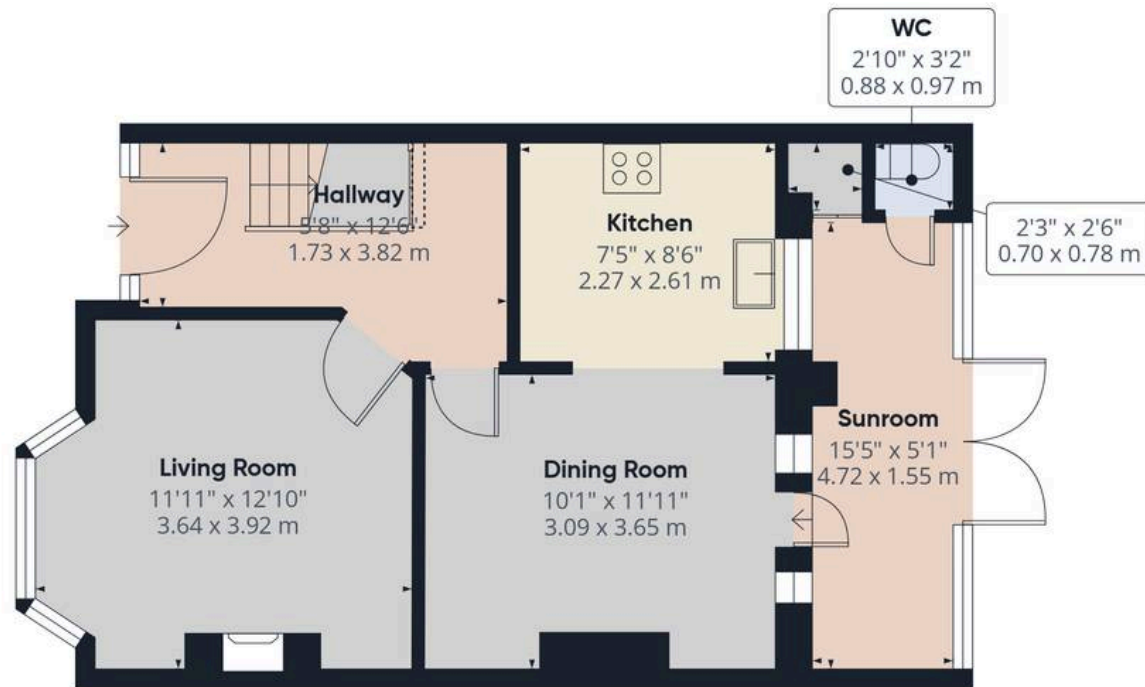 WC
2'10" x 3'2"
0.88 x 0.97 m
Hallway
5'8" x 12'6"
1.73 x 3.82 m
Kitchen
7'5" x 8'6"
2.27 x 2.61 m
2'3" x 2'6"
0.70 x 0.78 m
Living Room
11'11" x 12'10"
3.64 x 3.92 m
Dining Room
10'1" x 11'11"
3.09 x 3.65 m
Sunroom
15'5" x 5'1"
4.72 x 1.55 m